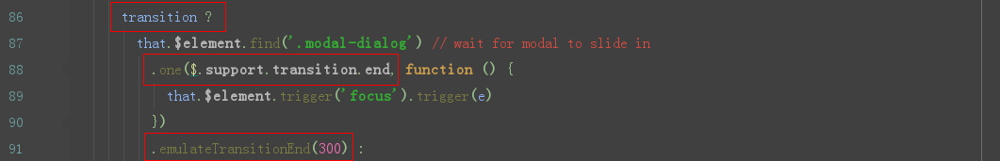 86 transition ?
87 that.$element.find('.modal-dialog') // wait for modal to slide in
88 .one($.support.transition.end, function () {
89 that.$element.trigger('focus').trigger(e)
90 })
91 .emulateTransitionEnd(300) :